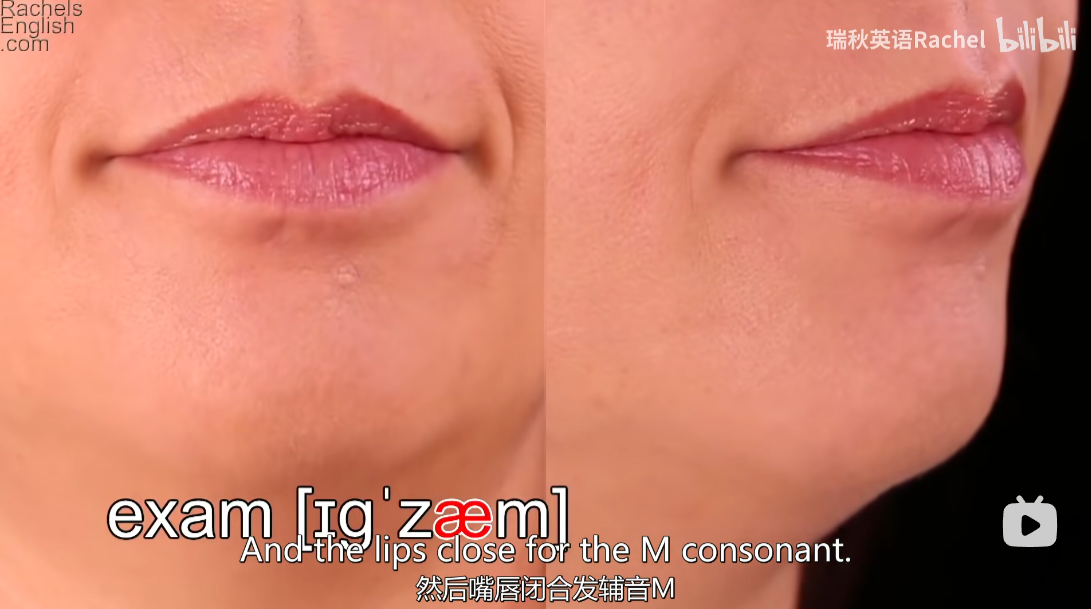 Rachels
English
.com
瑞秋英语Rachel bilibili
exam [ɪgˈzæm]
And the lips close for the M consonant.
然后嘴唇闭合发辅音M